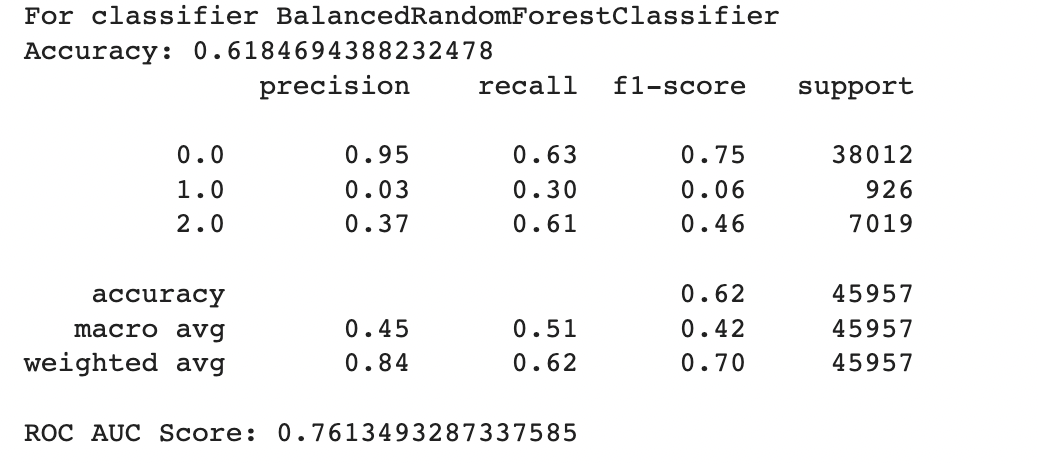 For classifier BalancedRandomForestClassifier
Accuracy: 0.6184694388232478
precision recall f1-score support
0.0 0.95 0.63 0.75 38012
1.0 0.03 0.30 0.06 926
2.0 0.37 0.61 0.46 7019
accuracy 0.62 45957
macro avg 0.45 0.51 0.42 45957
weighted avg 0.84 0.62 0.70 45957
ROC AUC Score: 0.7613493287337585